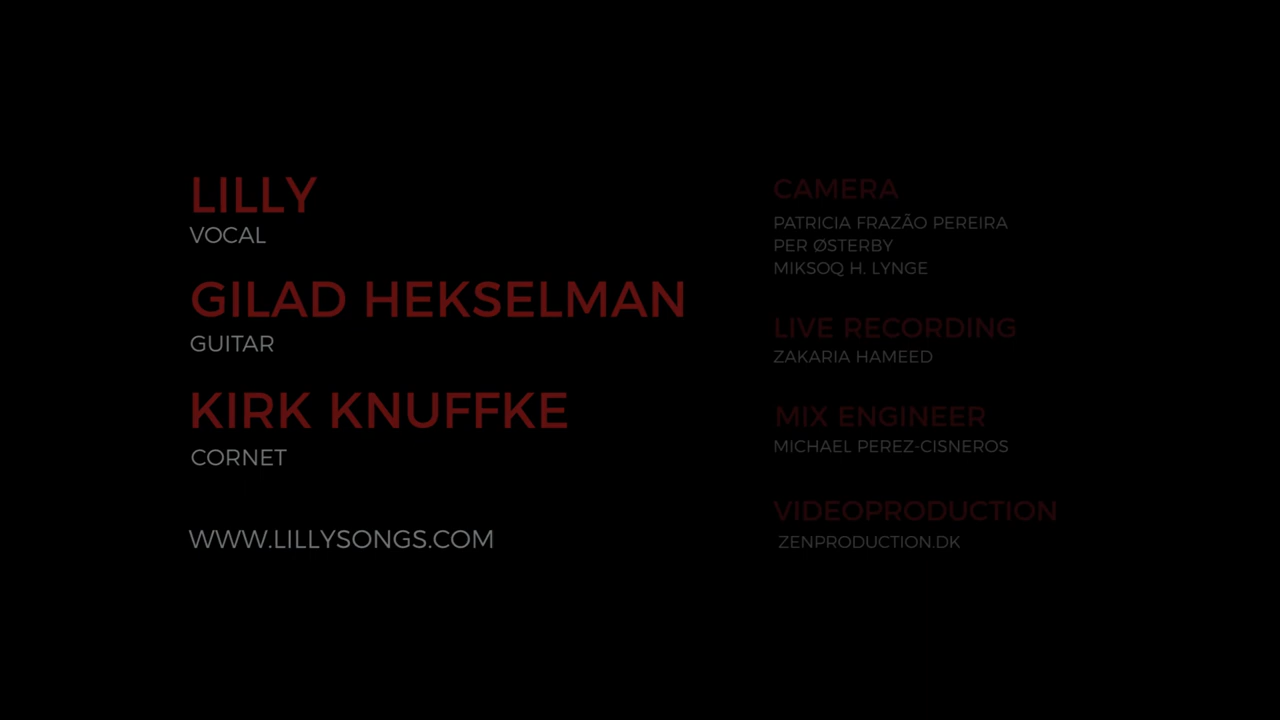 LILLY
VOCAL
GILAD HEKSELMAN
GUITAR
KIRK KNUFFKE
CORNET
WWW.LILLYSONGS.COM
CAMERA
PATRICIA FRAZÃO PEREIRA
PER ØSTERBY
MIKSOQ H. LYNGE
LIVE RECORDING
ZAKARIA HAMEED
MIX ENGINEER
MICHAEL PEREZ-CISNEROS
VIDEOPRODUCTION
ZENPRODUCTION.DK